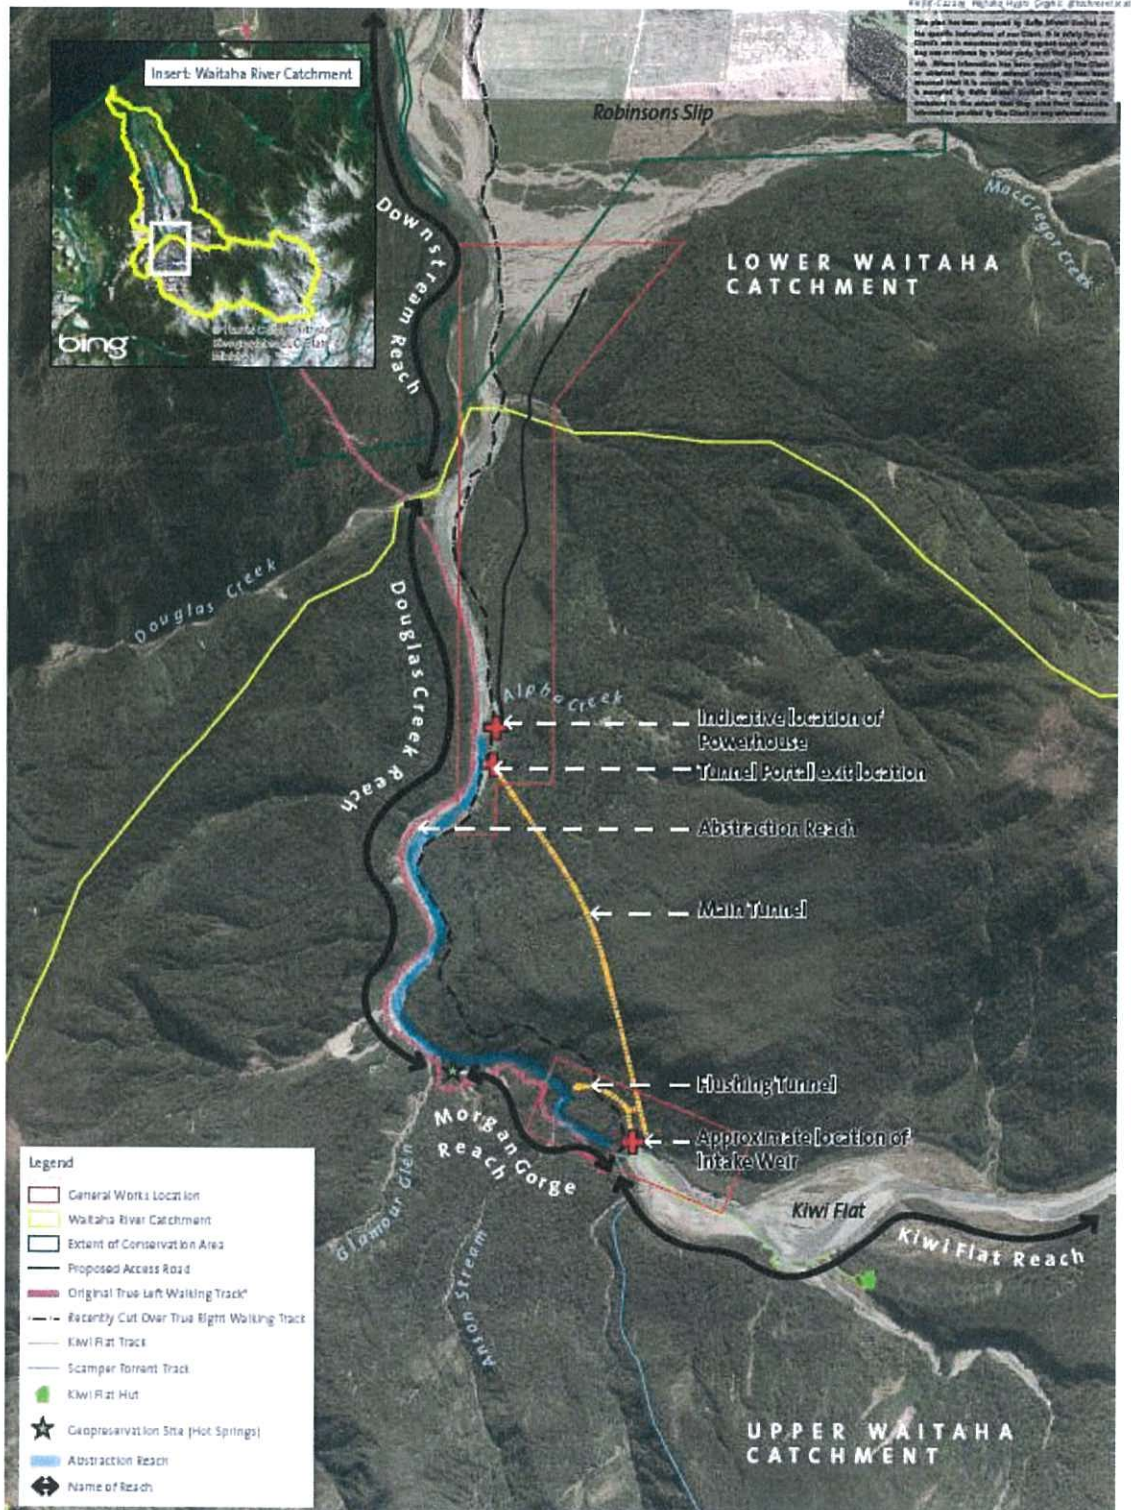 Insert: Waitaha River Catchment
bing
Robinsons Slip
MacGregor Creek
Downstream Reach
LOWER WAITAHA
CATCHMENT
Douglas Creek
Douglas Creek Reach
Alpha Creek
Indicative location of
Powerhouse
Tunnel Portal exit location
Abstraction Reach
Main Tunnel
Flushing Tunnel
Approximate location of
Intake Weir
Morgan Gorge
Reach
Kiwi Flat
Kiwi Flat Reach
Glamour Glen
Anson Stream
UPPER WAITAHA
CATCHMENT
Legend
General Works Location
Waitaha River Catchment
Extent of Conservation Area
Proposed Access Road
Original True Left Walking Track*
Recently Cut Over True Right Walking Track
Kiwi Flat Track
Scamper Torrent Track
Kiwi Flat Hut
Geopreservation Site (Hot Springs)
Abstraction Reach
Name of Reach